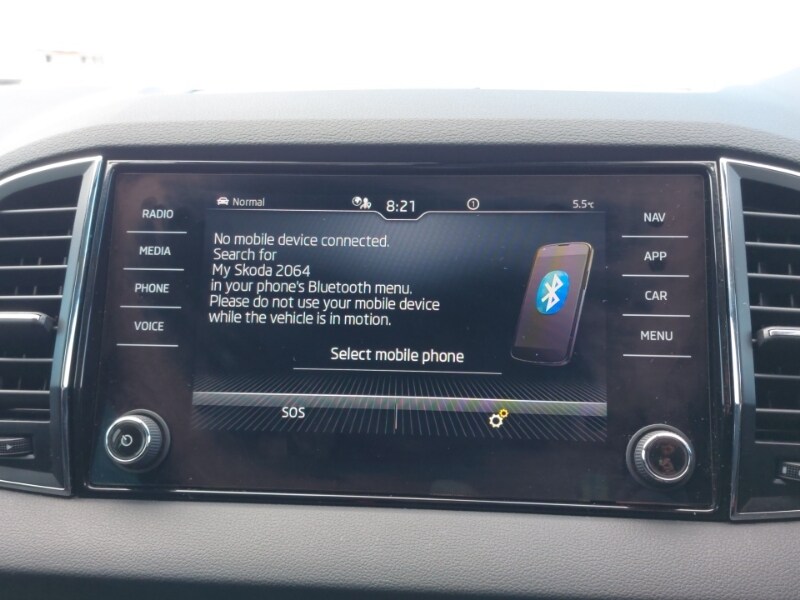 Normal 8:21 1 5.5°C
RADIO
MEDIA
PHONE
VOICE
No mobile device connected.
Search for
My Skoda 2064
in your phone's Bluetooth menu.
Please do not use your mobile device
while the vehicle is in motion.
Select mobile phone
SOS
NAV
APP
CAR
MENU